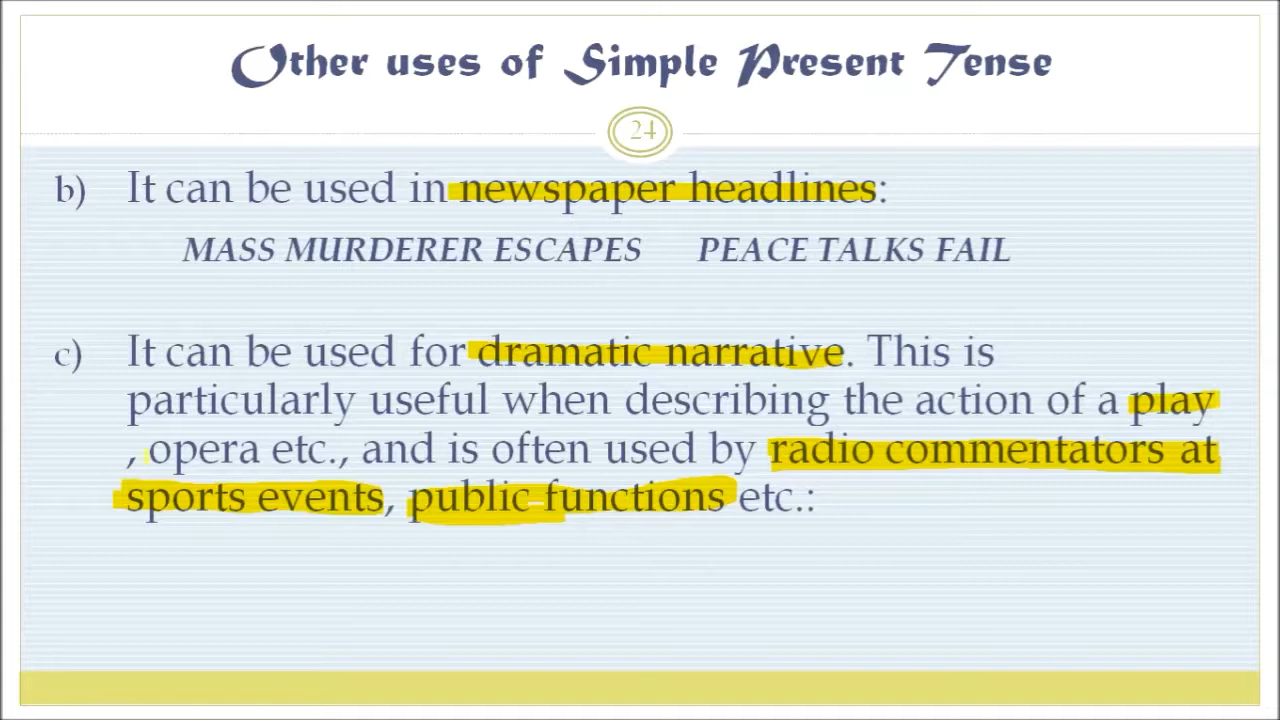 Other uses of Simple Present Tense
24
b) It can be used in newspaper headlines:
MASS MURDERER ESCAPES PEACE TALKS FAIL
c) It can be used for dramatic narrative. This is
particularly useful when describing the action of a play
, opera etc., and is often used by radio commentators at
sports events, public functions etc.: